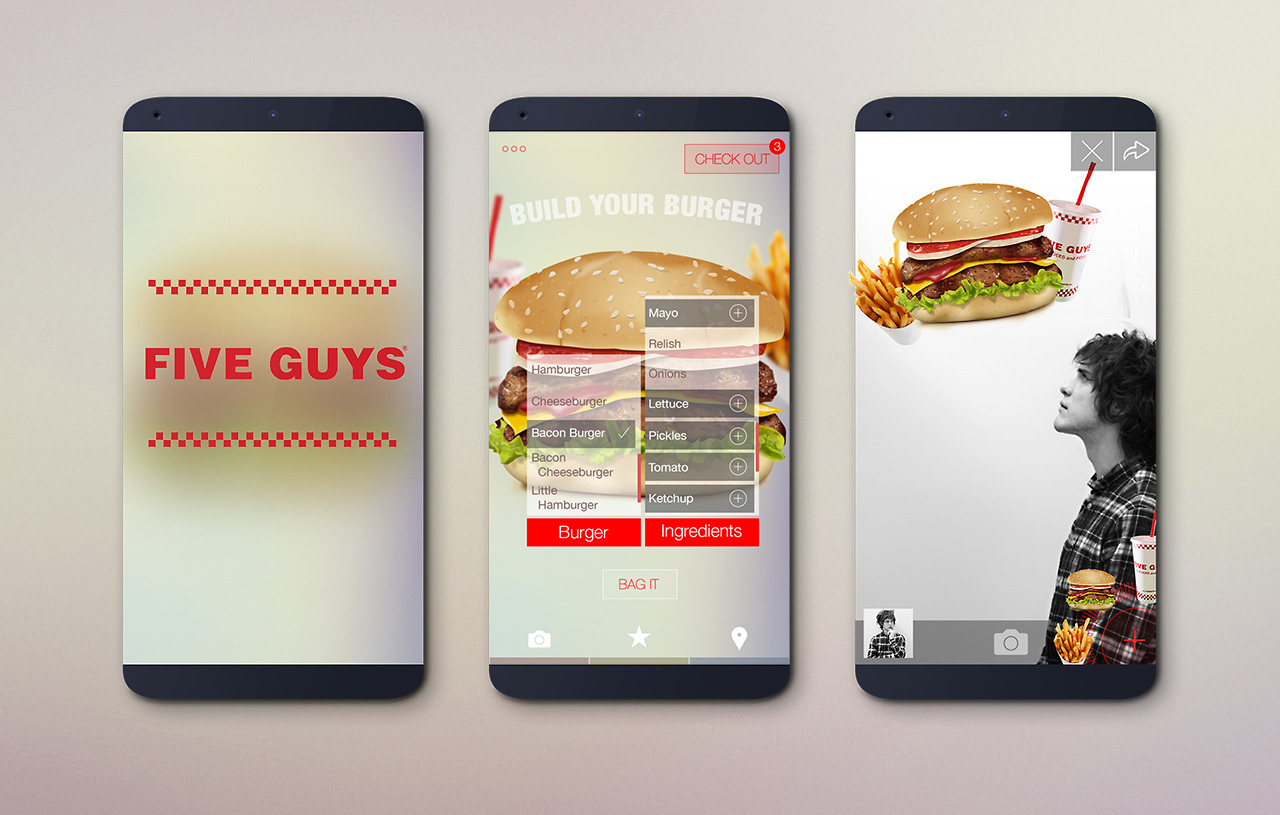 FIVE GUYS®
CHECK OUT
3
BUILD YOUR BURGER
Hamburger
Cheeseburger
Bacon Burger
Bacon
Cheeseburger
Little
Hamburger
Burger
Mayo
Relish
Onions
Lettuce
Pickles
Tomato
Ketchup
Ingredients
BAG IT
VE GUYS